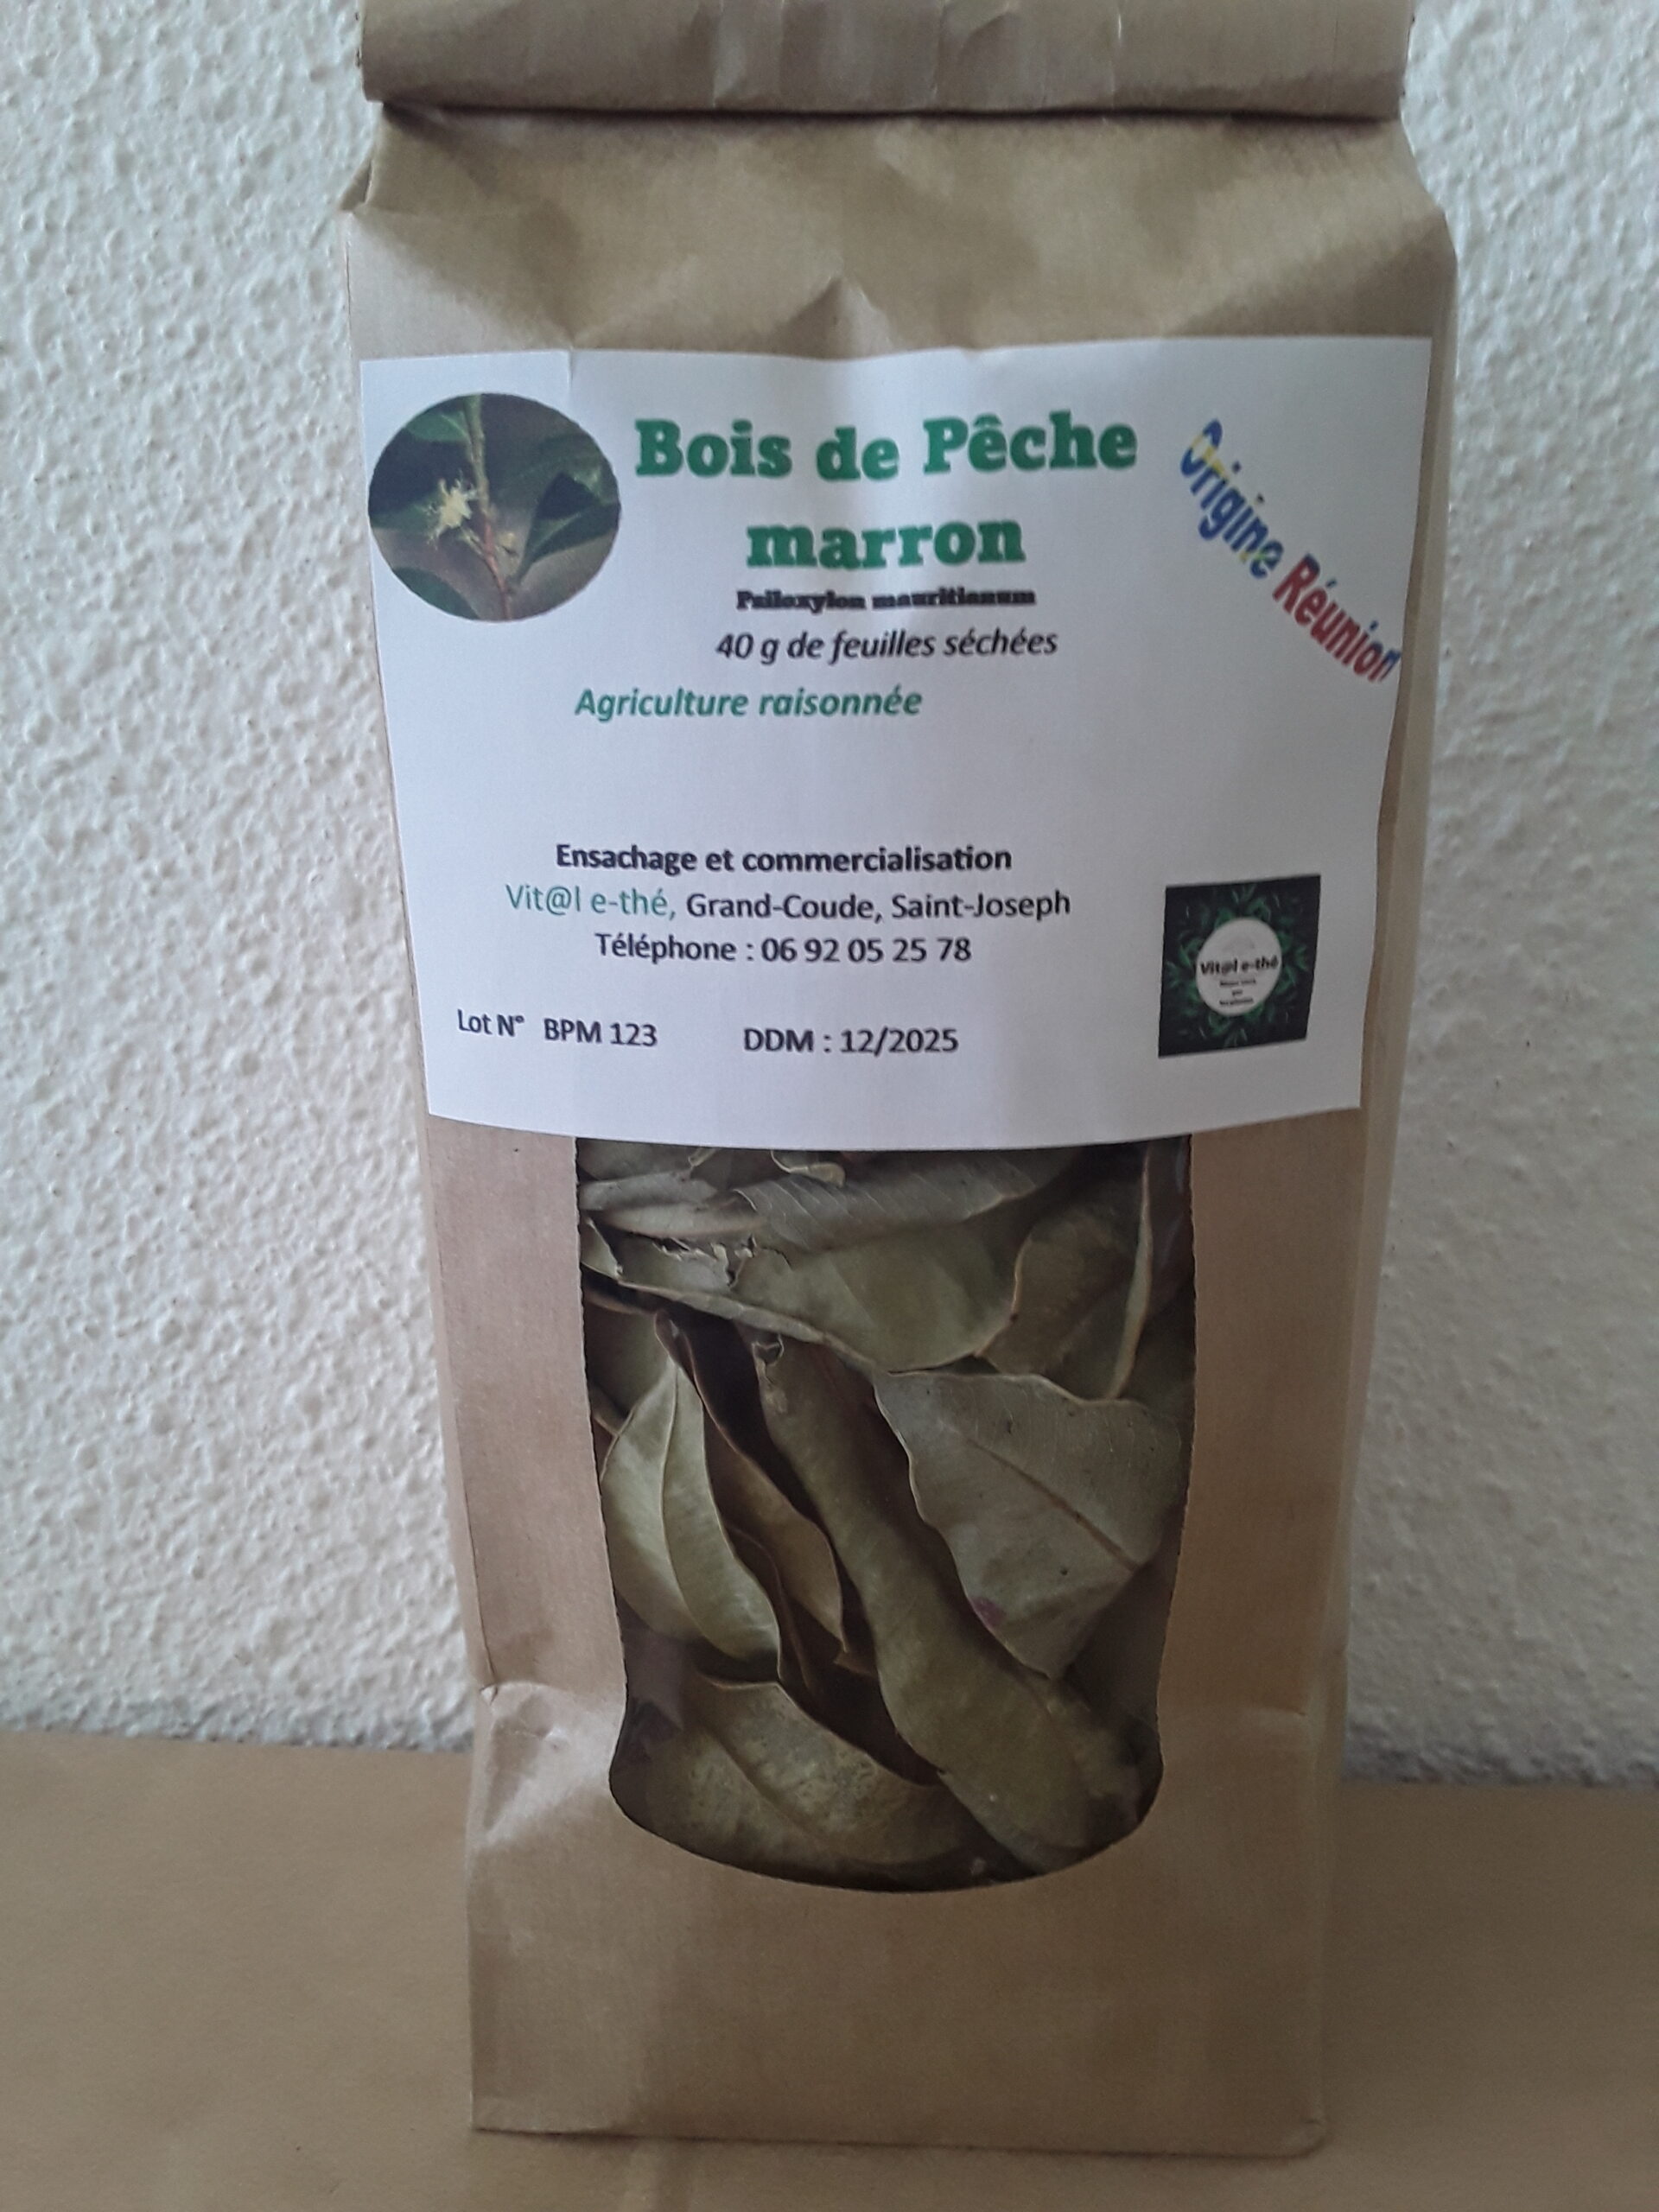 Bois de Pêche
marron
Origine Réunion
Psiloxylon mauritianum
40 g de feuilles séchées
Agriculture raisonnée
Ensachage et commercialisation
Vit@l e-thé, Grand-Coude, Saint-Joseph
Téléphone : 06 92 05 25 78
Vit@l e-thé
Lot N° BPM 123 DDM : 12/2025